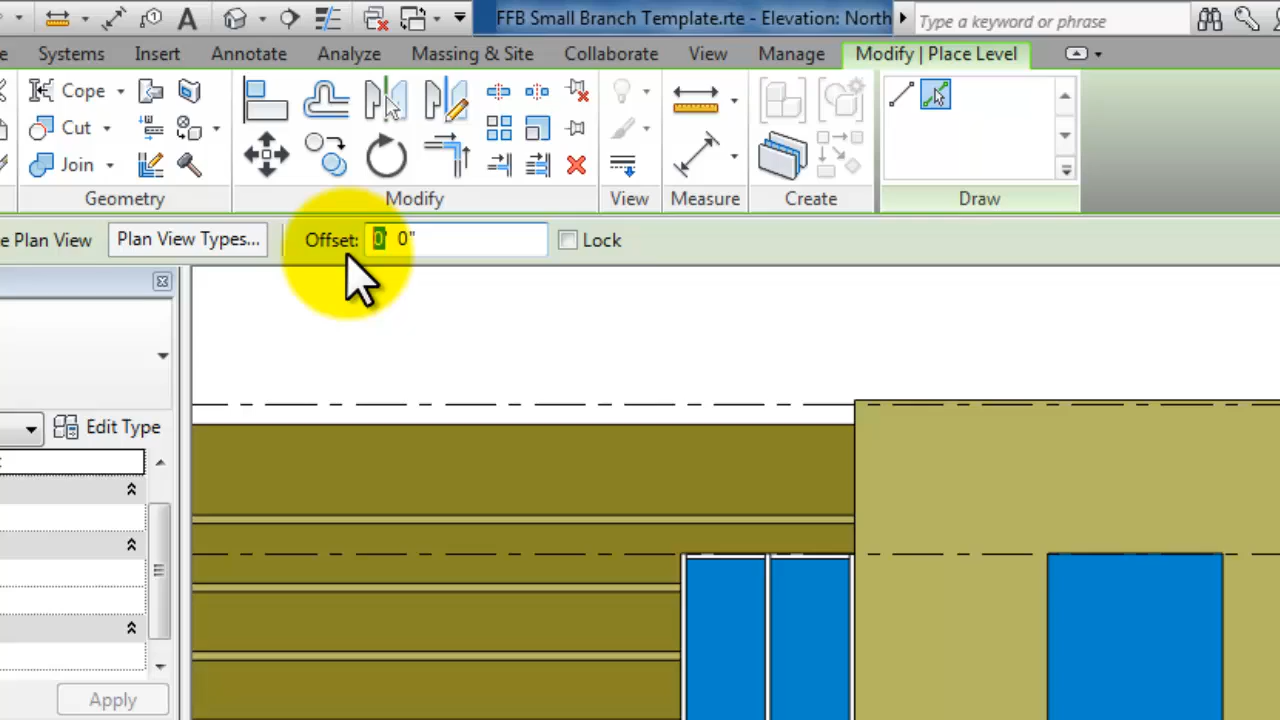 FFB Small Branch Template.rte - Elevation: North
Type a keyword or phrase
e Systems Insert Annotate Analyze Massing & Site Collaborate View Manage Modify | Place Level
Cope
Cut
Join
Geometry Modify View Measure Create Draw
e Plan View Plan View Types... Offset: 0' 0" Lock
Edit Type
Apply